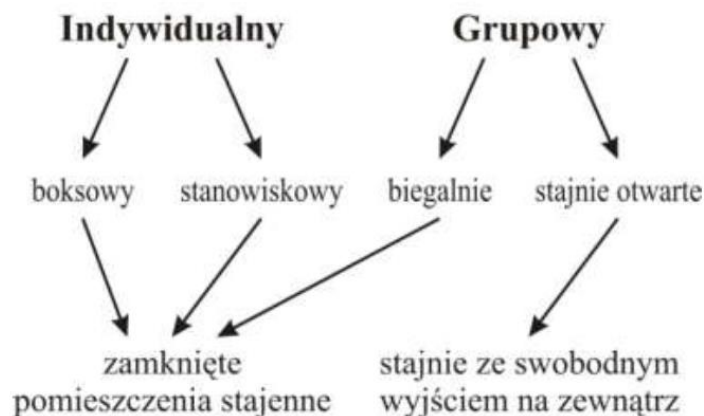 Indywidualny Grupowy
boksowy stanowiskowy biegalnie stajnie otwarte
zamknięte stajnie ze swobodnym
pomieszczenia stajenne wyjściem na zewnątrz